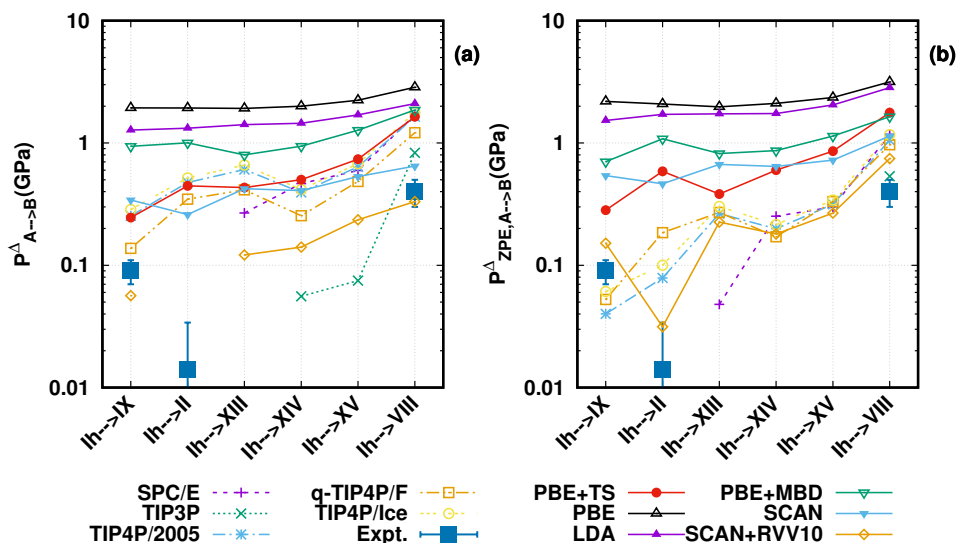 (a)
P^Δ_A-->B(GPa)
10
1
0.1
0.01
Ih-->IX
Ih-->II
Ih-->XIII
Ih-->XIV
Ih-->XV
Ih-->VIII
(b)
P^Δ_ZPE,A-->B(GPa)
10
1
0.1
0.01
Ih-->IX
Ih-->II
Ih-->XIII
Ih-->XIV
Ih-->XV
Ih-->VIII
SPC/E
TIP3P
TIP4P/2005
q-TIP4P/F
TIP4P/Ice
Expt.
PBE+TS
PBE
LDA
PBE+MBD
SCAN
SCAN+RVV10